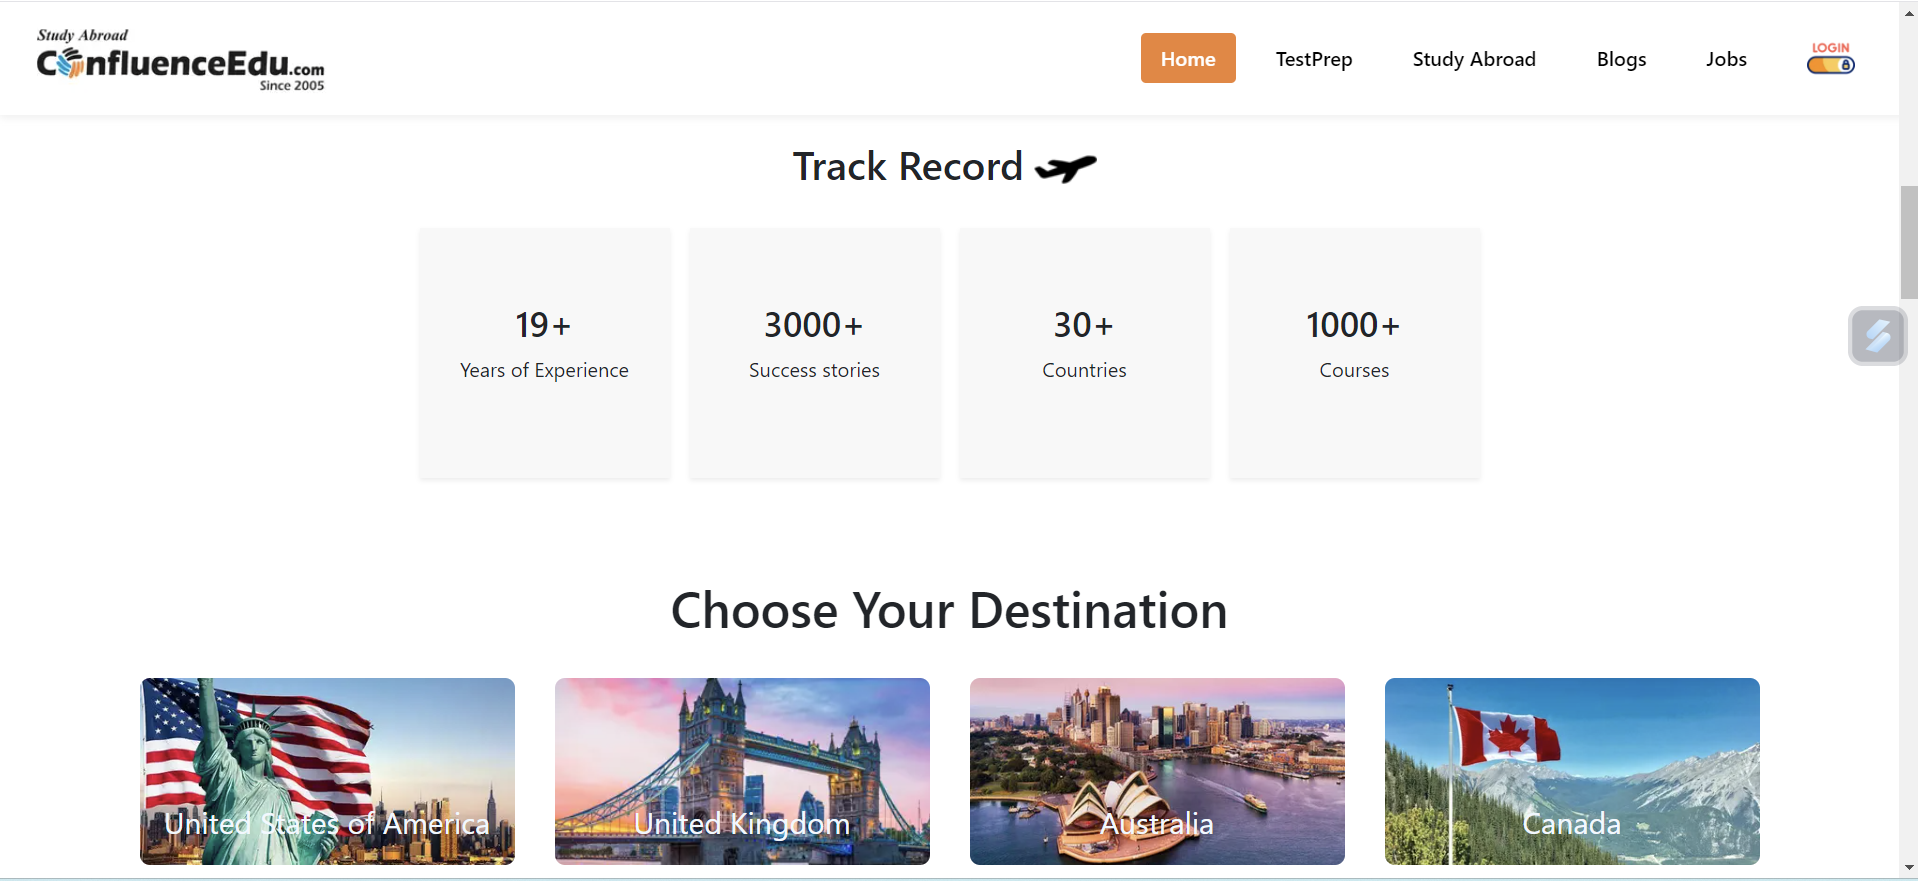 Study Abroad
ConfluenceEdu.com
Since 2005
Home
TestPrep
Study Abroad
Blogs
Jobs
LOGIN
Track Record
19+
Years of Experience
3000+
Success stories
30+
Countries
1000+
Courses
Choose Your Destination
United States of America
United Kingdom
Australia
Canada